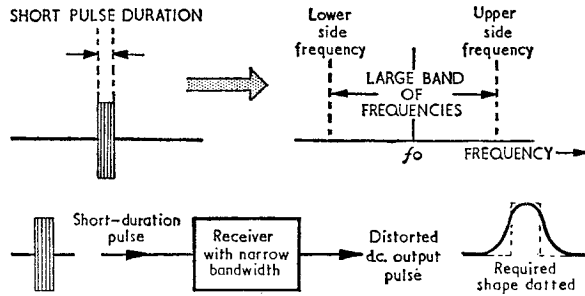 SHORT PULSE DURATION
Lower
side
frequency
Upper
side
frequency
LARGE BAND
OF
FREQUENCIES
fo
FREQUENCY
Short-duration
pulse
Receiver
with narrow
bandwidth
Distorted
d.c. output
pulse
Required
shape dotted